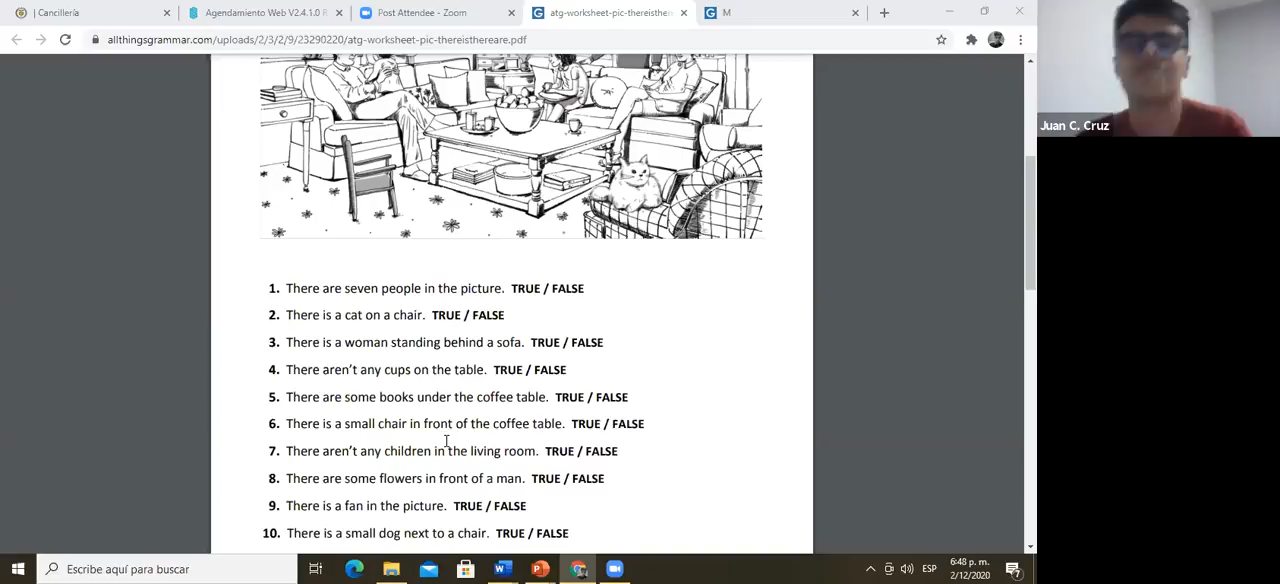 | Cancillería
Agendamiento Web V2.4.1.0 R
Post Attendee - Zoom
atg-worksheet-pic-thereisthere
M
allthingsgrammar.com/uploads/2/3/2/9/23290220/atg-worksheet-pic-thereisthereare.pdf
Juan C. Cruz
1. There are seven people in the picture. TRUE / FALSE
2. There is a cat on a chair. TRUE / FALSE
3. There is a woman standing behind a sofa. TRUE / FALSE
4. There aren't any cups on the table. TRUE / FALSE
5. There are some books under the coffee table. TRUE / FALSE
6. There is a small chair in front of the coffee table. TRUE / FALSE
7. There aren't any children in the living room. TRUE / FALSE
8. There are some flowers in front of a man. TRUE / FALSE
9. There is a fan in the picture. TRUE / FALSE
10. There is a small dog next to a chair. TRUE / FALSE
Escribe aquí para buscar
ESP
6:48 p. m.
2/12/2020
7